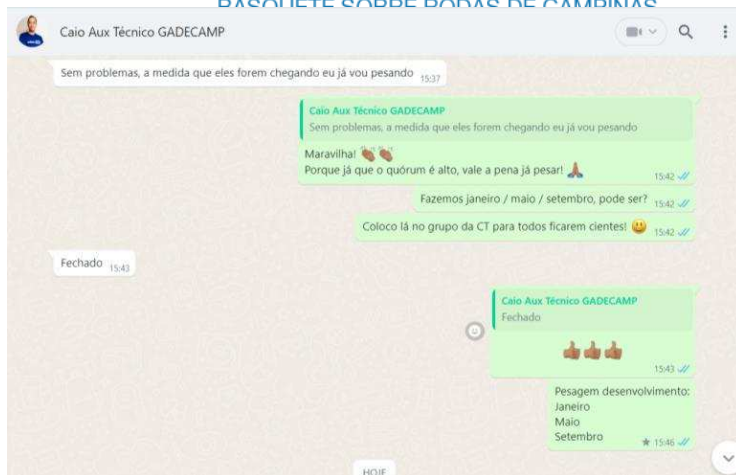 BASQUETE SOBRE RODAS DE CAMPINAS
Caio Aux Técnico GADECAMP
Sem problemas, a medida que eles forem chegando eu já vou pesando 15:37
Caio Aux Técnico GADECAMP
Sem problemas, a medida que eles forem chegando eu já vou pesando
Maravilha! 👏🏽👏🏽
Porque já que o quórum é alto, vale a pena já pesar! 🙏🏽 15:42
Fazemos janeiro / maio / setembro, pode ser? 15:42
Coloco lá no grupo da CT para todos ficarem cientes! 😃 15:42
Fechado 15:43
Caio Aux Técnico GADECAMP
Fechado
👍🏽👍🏽👍🏽
15:43
Pesagem desenvolvimento:
Janeiro
Maio
Setembro 15:46
HOJE